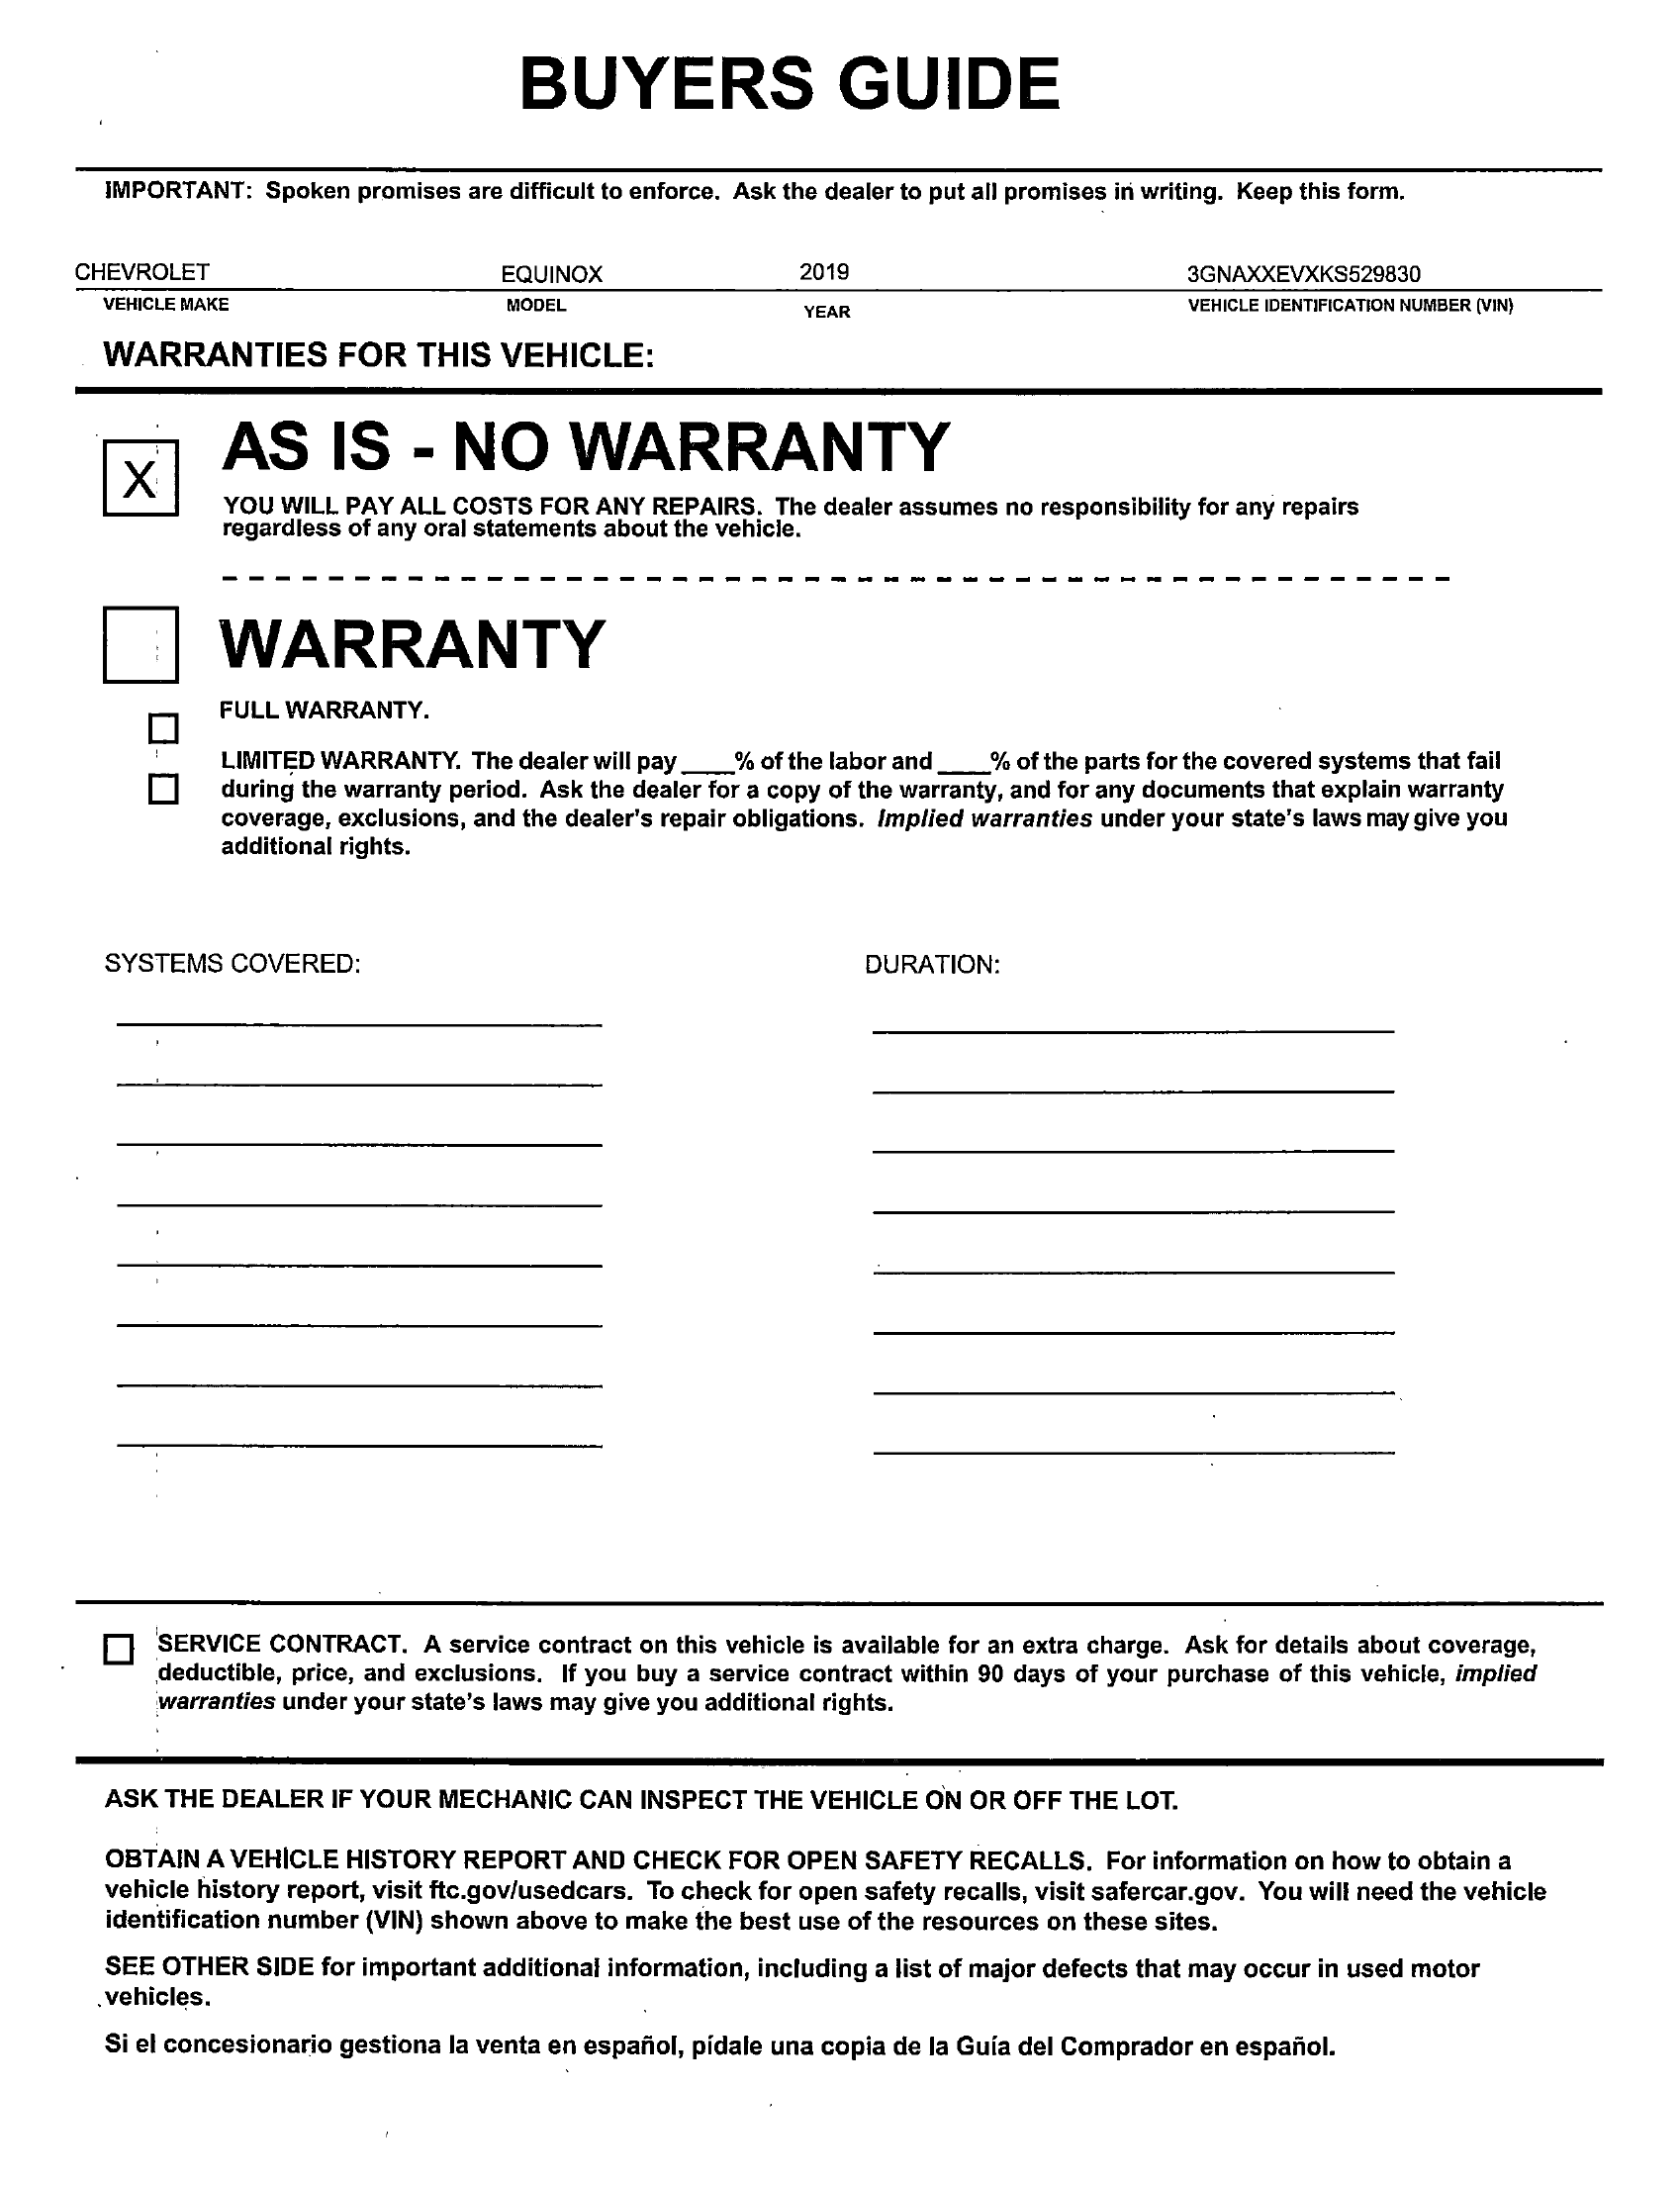 BUYERS GUIDE
IMPORTANT: Spoken promises are difficult to enforce. Ask the dealer to put all promises in writing. Keep this form.
CHEVROLET EQUINOX 2019 3GNAXXEVXKS529830
VEHICLE MAKE MODEL YEAR VEHICLE IDENTIFICATION NUMBER (VIN)
WARRANTIES FOR THIS VEHICLE:
X AS IS - NO WARRANTY
YOU WILL PAY ALL COSTS FOR ANY REPAIRS. The dealer assumes no responsibility for any repairs
regardless of any oral statements about the vehicle.
WARRANTY
FULL WARRANTY.
LIMITED WARRANTY. The dealer will pay ____% of the labor and ____% of the parts for the covered systems that fail
during the warranty period. Ask the dealer for a copy of the warranty, and for any documents that explain warranty
coverage, exclusions, and the dealer's repair obligations. Implied warranties under your state's laws may give you
additional rights.
SYSTEMS COVERED: DURATION:
SERVICE CONTRACT. A service contract on this vehicle is available for an extra charge. Ask for details about coverage,
deductible, price, and exclusions. If you buy a service contract within 90 days of your purchase of this vehicle, implied
warranties under your state's laws may give you additional rights.
ASK THE DEALER IF YOUR MECHANIC CAN INSPECT THE VEHICLE ON OR OFF THE LOT.
OBTAIN A VEHICLE HISTORY REPORT AND CHECK FOR OPEN SAFETY RECALLS. For information on how to obtain a
vehicle history report, visit ftc.gov/usedcars. To check for open safety recalls, visit safercar.gov. You will need the vehicle
identification number (VIN) shown above to make the best use of the resources on these sites.
SEE OTHER SIDE for important additional information, including a list of major defects that may occur in used motor
vehicles.
Si el concesionario gestiona la venta en español, pídale una copia de la Guía del Comprador en español.